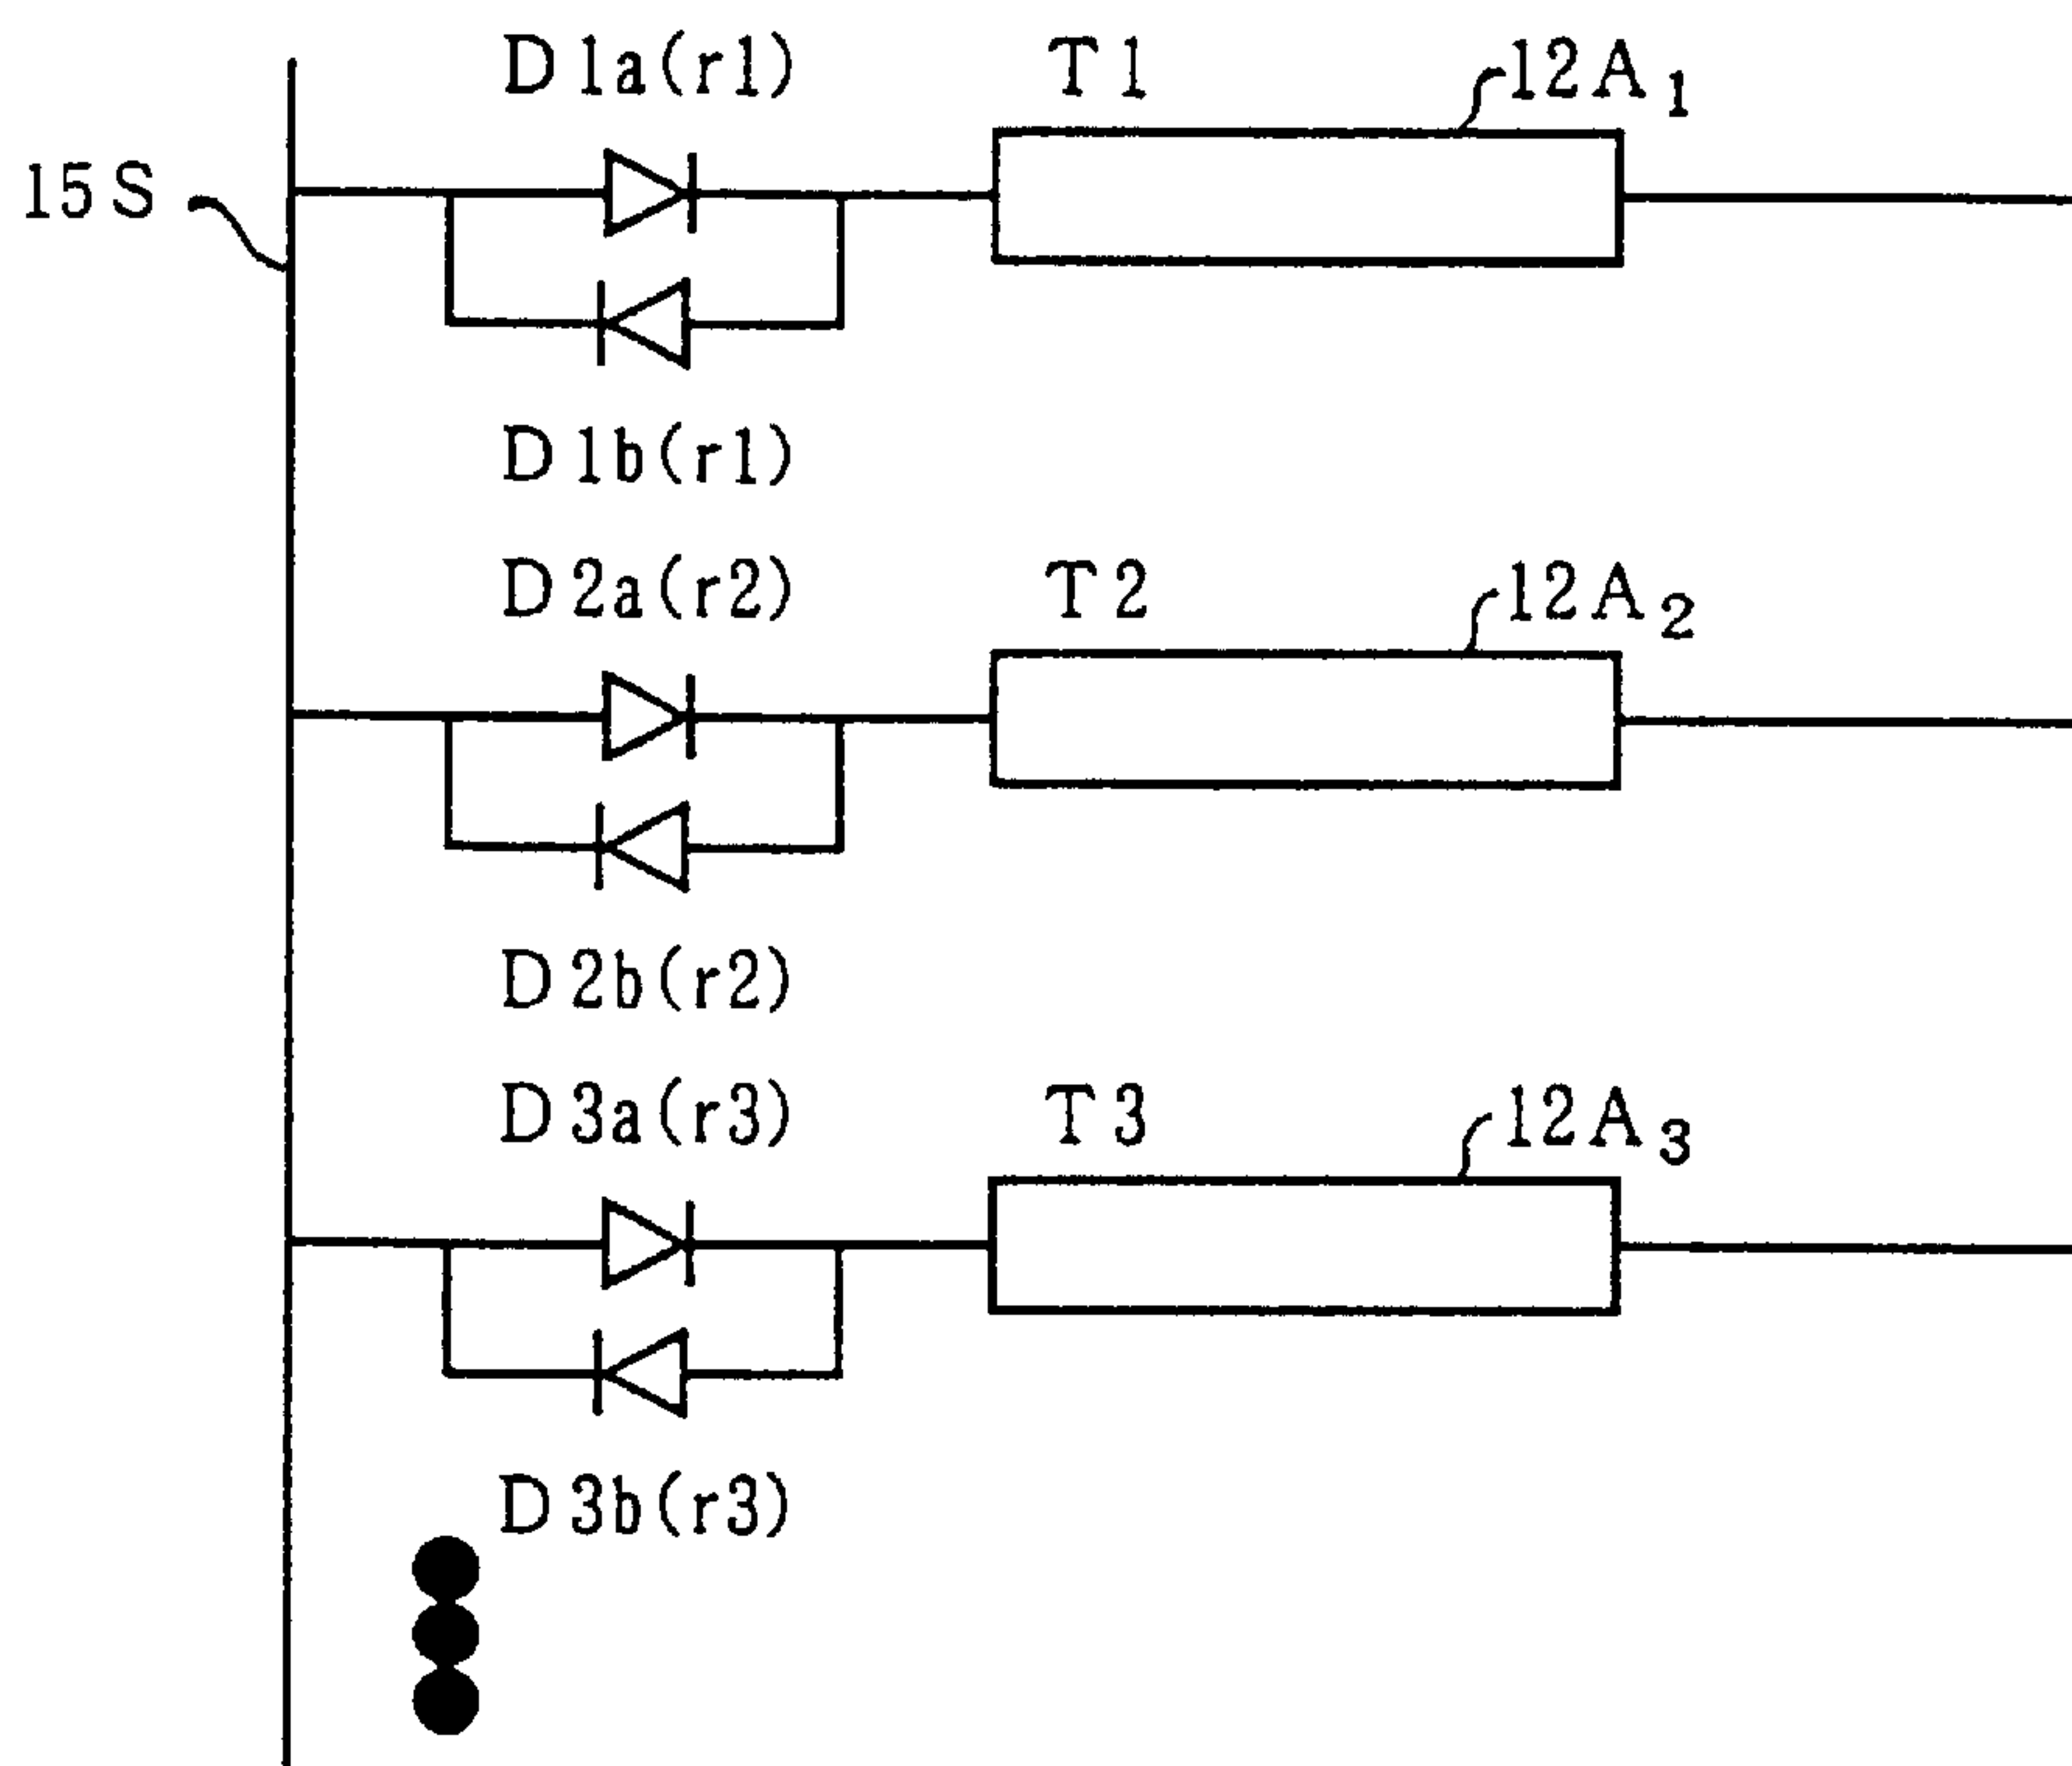 D1a(r1) T1 12A1
15S
D1b(r1)
D2a(r2) T2 12A2
D2b(r2)
D3a(r3) T3 12A3
D3b(r3)